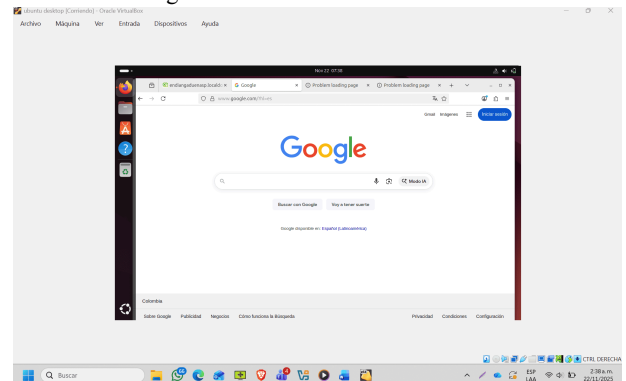 ubuntu desktop [Corriendo] - Oracle VirtualBox
Archivo Máquina Ver Entrada Dispositivos Ayuda
Nov 22 07:38
G Google
Problem loading page
Problem loading page
www.google.com/?hl=es
Gmail Imágenes Iniciar sesión
Google
Modo IA
Buscar con Google Voy a tener suerte
Google disponible en: Español (Latinoamérica)
Colombia
Sobre Google Publicidad Negocios Cómo funciona la Búsqueda Privacidad Condiciones Configuración
CTRL DERECHA
Buscar
ESP
LAA
2:38 a. m.
22/11/2025